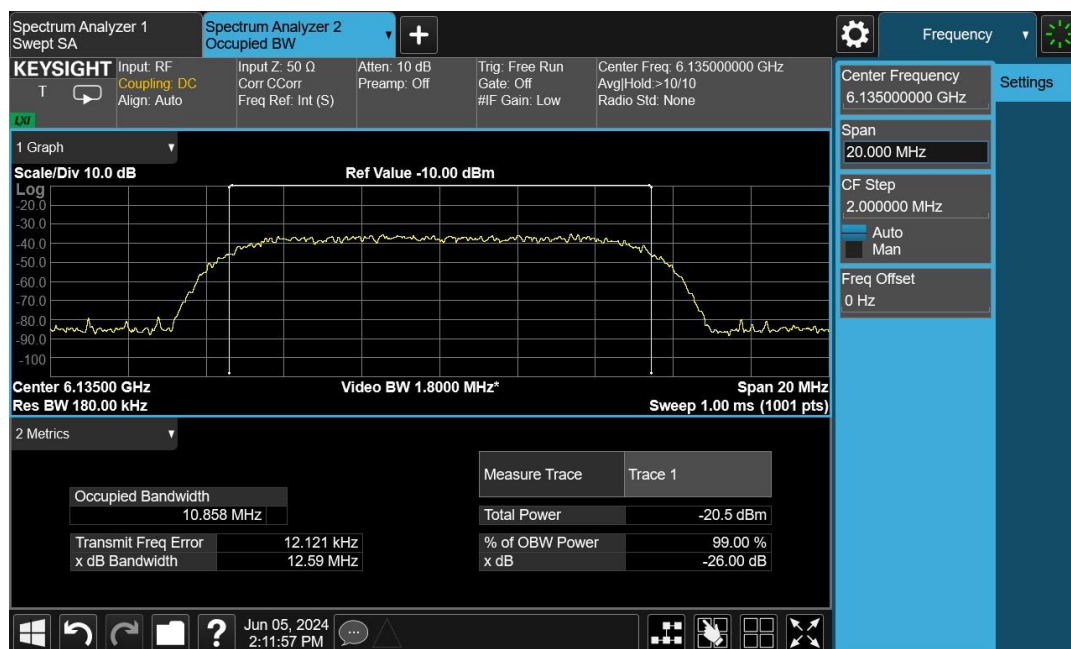 Spectrum Analyzer 1
Swept SA
Spectrum Analyzer 2
Occupied BW
Frequency
KEYSIGHT
T
LXI
Input: RF
Coupling: DC
Align: Auto
Input Z: 50 Ω
Corr CCorr
Freq Ref: Int (S)
Atten: 10 dB
Preamp: Off
Trig: Free Run
Gate: Off
#IF Gain: Low
Center Freq: 6.135000000 GHz
Avg|Hold:>10/10
Radio Std: None
Center Frequency
6.135000000 GHz
Settings
Span
20.000 MHz
CF Step
2.000000 MHz
Auto
Man
Freq Offset
0 Hz
1 Graph
Scale/Div 10.0 dB
Ref Value -10.00 dBm
Log
-20.0
-30.0
-40.0
-50.0
-60.0
-70.0
-80.0
-90.0
-100
Center 6.13500 GHz
Video BW 1.8000 MHz*
Span 20 MHz
Res BW 180.00 kHz
Sweep 1.00 ms (1001 pts)
2 Metrics
Occupied Bandwidth
10.858 MHz
Transmit Freq Error 12.121 kHz
x dB Bandwidth 12.59 MHz
Measure Trace Trace 1
Total Power -20.5 dBm
% of OBW Power 99.00 %
x dB -26.00 dB
?
Jun 05, 2024
2:11:57 PM